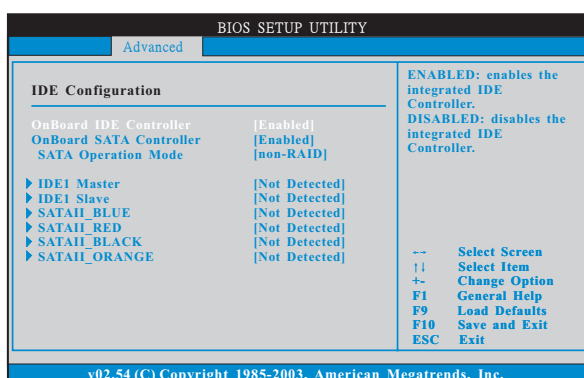 BIOS SETUP UTILITY
Advanced
IDE Configuration
OnBoard IDE Controller [Enabled]
OnBoard SATA Controller [Enabled]
SATA Operation Mode [non-RAID]
IDE1 Master [Not Detected]
IDE1 Slave [Not Detected]
SATAII_BLUE [Not Detected]
SATAII_RED [Not Detected]
SATAII_BLACK [Not Detected]
SATAII_ORANGE [Not Detected]
ENABLED: enables the
integrated IDE
Controller.
DISABLED: disables the
integrated IDE
Controller.
←→ Select Screen
↑↓ Select Item
+- Change Option
F1 General Help
F9 Load Defaults
F10 Save and Exit
ESC Exit
v02.54 (C) Copyright 1985-2003, American Megatrends, Inc.